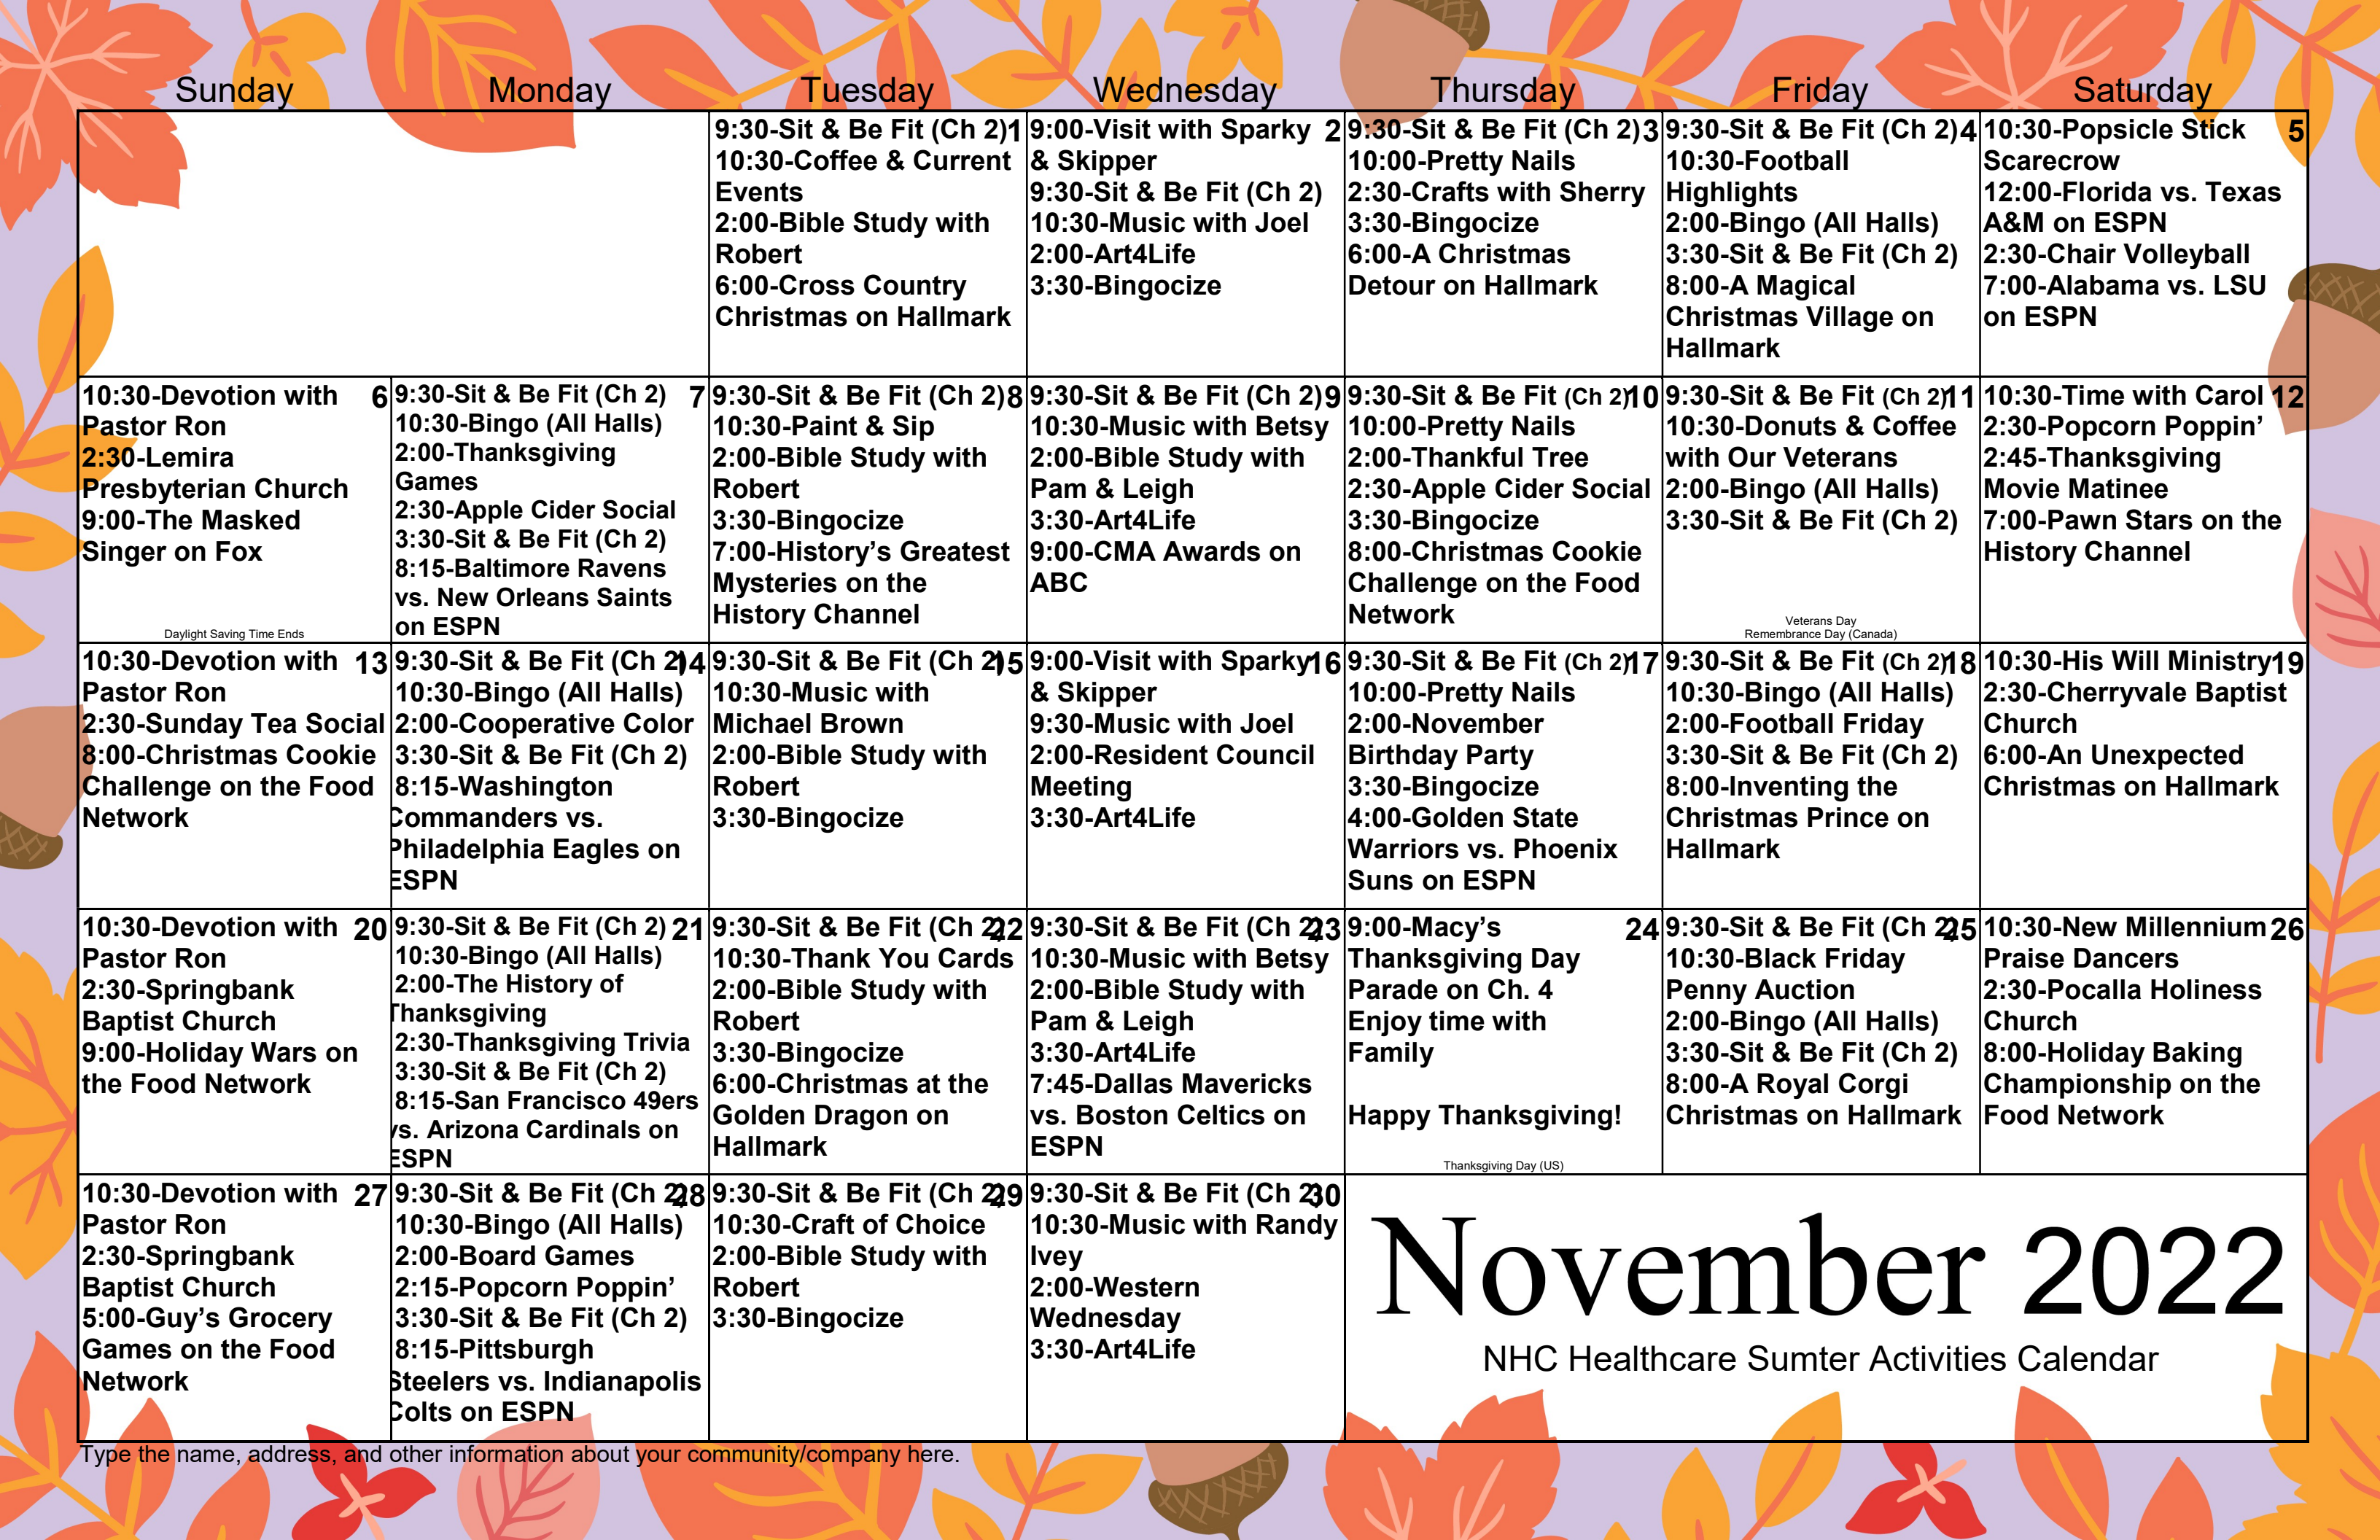 Sunday
Monday
Tuesday
Wednesday
Thursday
Friday
Saturday
9:30-Sit & Be Fit (Ch 2) 1
10:30-Coffee & Current
Events
2:00-Bible Study with
Robert
6:00-Cross Country
Christmas on Hallmark
9:00-Visit with Sparky 2
& Skipper
9:30-Sit & Be Fit (Ch 2)
10:30-Music with Joel
2:00-Art4Life
3:30-Bingocize
9:30-Sit & Be Fit (Ch 2) 3
10:00-Pretty Nails
2:30-Crafts with Sherry
3:30-Bingocize
6:00-A Christmas
Detour on Hallmark
9:30-Sit & Be Fit (Ch 2) 4
10:30-Football
Highlights
2:00-Bingo (All Halls)
3:30-Sit & Be Fit (Ch 2)
8:00-A Magical
Christmas Village on
Hallmark
10:30-Popsicle Stick 5
Scarecrow
12:00-Florida vs. Texas
A&M on ESPN
2:30-Chair Volleyball
7:00-Alabama vs. LSU
on ESPN
10:30-Devotion with 6
Pastor Ron
2:30-Lemira
Presbyterian Church
9:00-The Masked
Singer on Fox
Daylight Saving Time Ends
9:30-Sit & Be Fit (Ch 2) 7
10:30-Bingo (All Halls)
2:00-Thanksgiving
Games
2:30-Apple Cider Social
3:30-Sit & Be Fit (Ch 2)
8:15-Baltimore Ravens
vs. New Orleans Saints
on ESPN
9:30-Sit & Be Fit (Ch 2) 8
10:30-Paint & Sip
2:00-Bible Study with
Robert
3:30-Bingocize
7:00-History’s Greatest
Mysteries on the
History Channel
9:30-Sit & Be Fit (Ch 2) 9
10:30-Music with Betsy
2:00-Bible Study with
Pam & Leigh
3:30-Art4Life
9:00-CMA Awards on
ABC
9:30-Sit & Be Fit (Ch 2) 10
10:00-Pretty Nails
2:00-Thankful Tree
2:30-Apple Cider Social
3:30-Bingocize
8:00-Christmas Cookie
Challenge on the Food
Network
9:30-Sit & Be Fit (Ch 2) 11
10:30-Donuts & Coffee
with Our Veterans
2:00-Bingo (All Halls)
3:30-Sit & Be Fit (Ch 2)
Veterans Day
Remembrance Day (Canada)
10:30-Time with Carol 12
2:30-Popcorn Poppin’
2:45-Thanksgiving
Movie Matinee
7:00-Pawn Stars on the
History Channel
10:30-Devotion with 13
Pastor Ron
2:30-Sunday Tea Social
8:00-Christmas Cookie
Challenge on the Food
Network
9:30-Sit & Be Fit (Ch 2) 14
10:30-Bingo (All Halls)
2:00-Cooperative Color
3:30-Sit & Be Fit (Ch 2)
8:15-Washington
Commanders vs.
Philadelphia Eagles on
ESPN
9:30-Sit & Be Fit (Ch 2) 15
10:30-Music with
Michael Brown
2:00-Bible Study with
Robert
3:30-Bingocize
9:00-Visit with Sparky 16
& Skipper
9:30-Music with Joel
2:00-Resident Council
Meeting
3:30-Art4Life
9:30-Sit & Be Fit (Ch 2) 17
10:00-Pretty Nails
2:00-November
Birthday Party
3:30-Bingocize
4:00-Golden State
Warriors vs. Phoenix
Suns on ESPN
9:30-Sit & Be Fit (Ch 2) 18
10:30-Bingo (All Halls)
2:00-Football Friday
3:30-Sit & Be Fit (Ch 2)
8:00-Inventing the
Christmas Prince on
Hallmark
10:30-His Will Ministry 19
2:30-Cherryvale Baptist
Church
6:00-An Unexpected
Christmas on Hallmark
10:30-Devotion with 20
Pastor Ron
2:30-Springbank
Baptist Church
9:00-Holiday Wars on
the Food Network
9:30-Sit & Be Fit (Ch 2) 21
10:30-Bingo (All Halls)
2:00-The History of
Thanksgiving
2:30-Thanksgiving Trivia
3:30-Sit & Be Fit (Ch 2)
8:15-San Francisco 49ers
vs. Arizona Cardinals on
ESPN
9:30-Sit & Be Fit (Ch 2) 22
10:30-Thank You Cards
2:00-Bible Study with
Robert
3:30-Bingocize
6:00-Christmas at the
Golden Dragon on
Hallmark
9:30-Sit & Be Fit (Ch 2) 23
10:30-Music with Betsy
2:00-Bible Study with
Pam & Leigh
3:30-Art4Life
7:45-Dallas Mavericks
vs. Boston Celtics on
ESPN
9:00-Macy’s 24
Thanksgiving Day
Parade on Ch. 4
Enjoy time with
Family
Happy Thanksgiving!
Thanksgiving Day (US)
9:30-Sit & Be Fit (Ch 2) 25
10:30-Black Friday
Penny Auction
2:00-Bingo (All Halls)
3:30-Sit & Be Fit (Ch 2)
8:00-A Royal Corgi
Christmas on Hallmark
10:30-New Millennium 26
Praise Dancers
2:30-Pocalla Holiness
Church
8:00-Holiday Baking
Championship on the
Food Network
10:30-Devotion with 27
Pastor Ron
2:30-Springbank
Baptist Church
5:00-Guy’s Grocery
Games on the Food
Network
9:30-Sit & Be Fit (Ch 2) 28
10:30-Bingo (All Halls)
2:00-Board Games
2:15-Popcorn Poppin’
3:30-Sit & Be Fit (Ch 2)
8:15-Pittsburgh
Steelers vs. Indianapolis
Colts on ESPN
9:30-Sit & Be Fit (Ch 2) 29
10:30-Craft of Choice
2:00-Bible Study with
Robert
3:30-Bingocize
9:30-Sit & Be Fit (Ch 2) 30
10:30-Music with Randy
Ivey
2:00-Western
Wednesday
3:30-Art4Life
November 2022
NHC Healthcare Sumter Activities Calendar
Type the name, address, and other information about your community/company here.